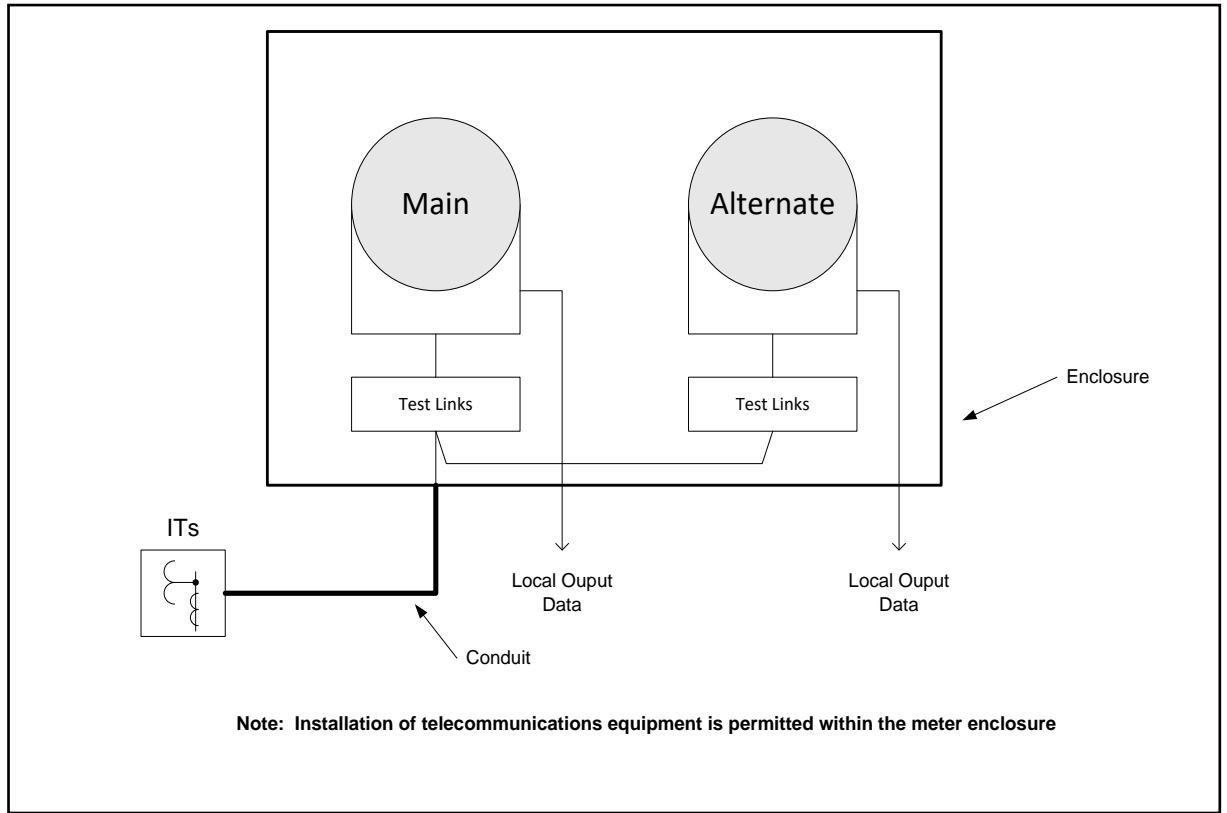 Main
Alternate
Test Links
Test Links
Enclosure
ITs
Local Ouput
Data
Local Ouput
Data
Conduit
Note: Installation of telecommunications equipment is permitted within the meter enclosure